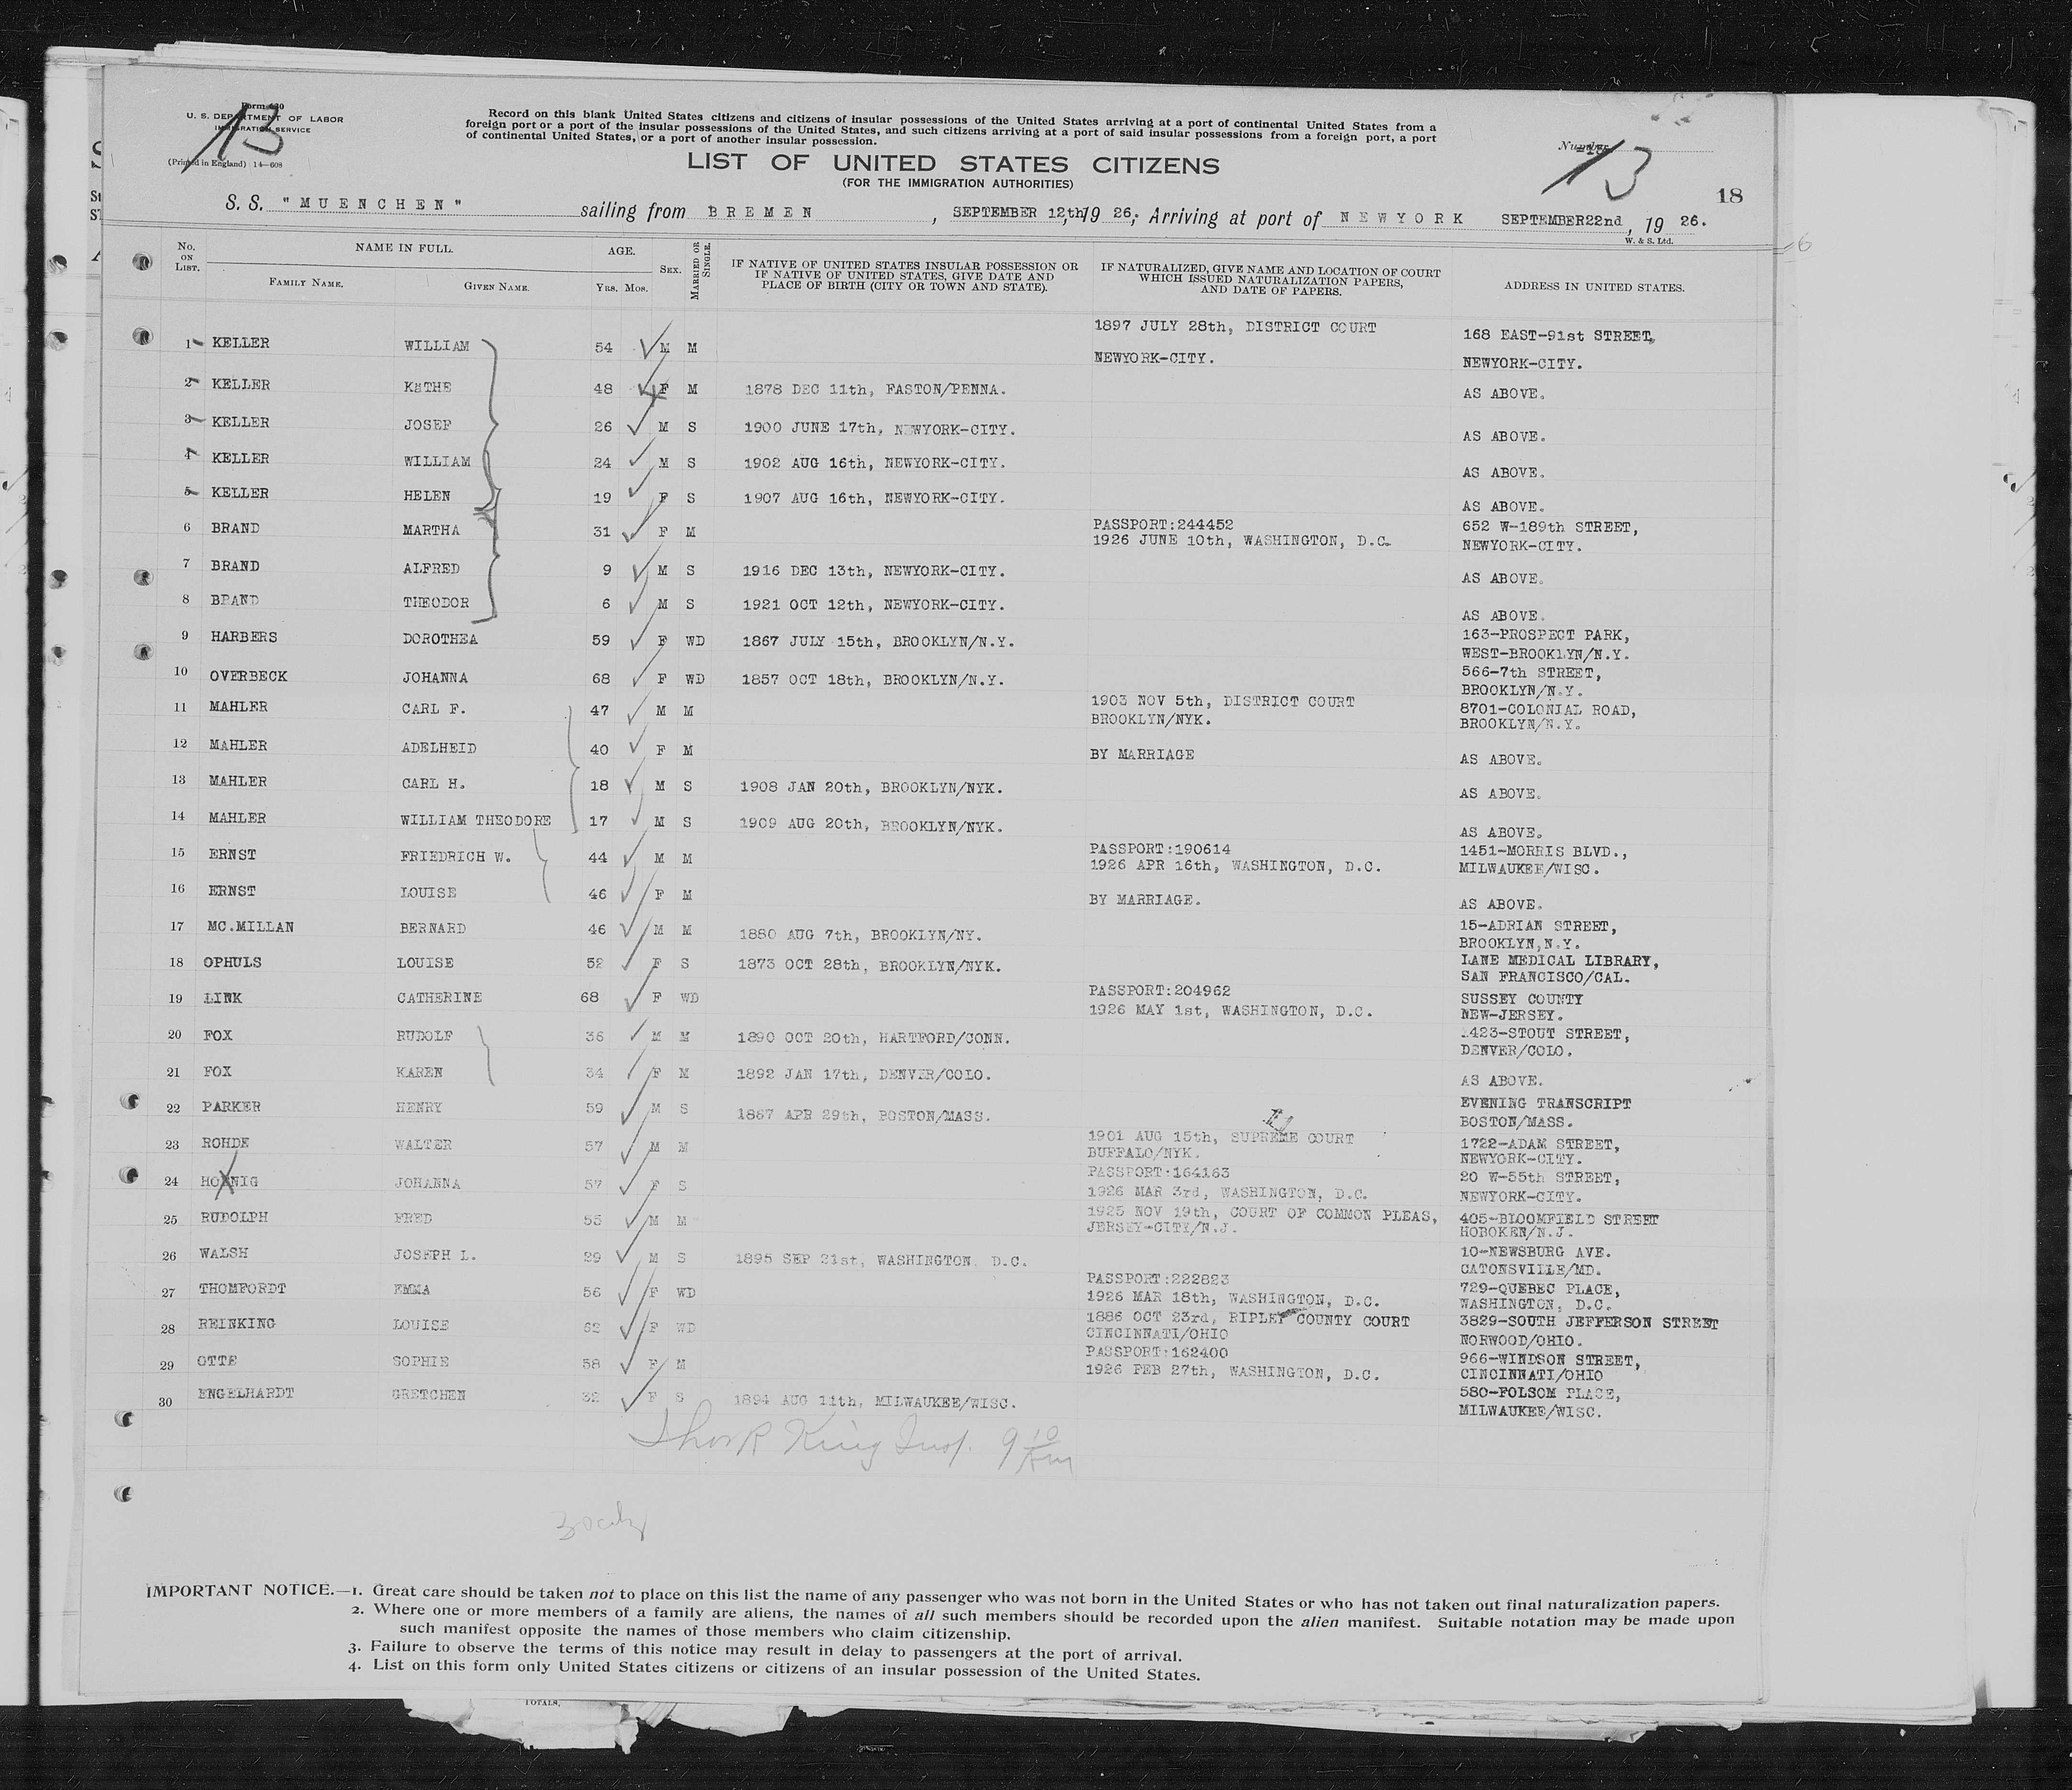 Form 630
U. S. DEPARTMENT OF LABOR
IMMIGRATION SERVICE
(Printed in England) 14—608
13
Record on this blank United States citizens and citizens of insular possessions of the United States arriving at a port of continental United States from a
foreign port or a port of the insular possessions of the United States, and such citizens arriving at a port of said insular possessions from a foreign port, a port
of continental United States, or a port of another insular possession.
LIST OF UNITED STATES CITIZENS
(FOR THE IMMIGRATION AUTHORITIES)
Number
13
18
S. S. "MUENCHEN" sailing from BREMEN, SEPTEMBER 12,th 19 26, Arriving at port of NEWYORK SEPTEMBER 22nd, 19 26.
W. & S. Ltd.
No. ON LIST. NAME IN FULL. FAMILY NAME. GIVEN NAME. AGE. YRS. MOS. SEX. MARRIED OR SINGLE. IF NATIVE OF UNITED STATES INSULAR POSSESSION OR IF NATIVE OF UNITED STATES, GIVE DATE AND PLACE OF BIRTH (CITY OR TOWN AND STATE). IF NATURALIZED, GIVE NAME AND LOCATION OF COURT WHICH ISSUED NATURALIZATION PAPERS, AND DATE OF PAPERS. ADDRESS IN UNITED STATES.
1 KELLER WILLIAM 54 M M 1897 JULY 28th, DISTRICT COURT NEWYORK-CITY. 168 EAST-91st STREET, NEWYORK-CITY.
2 KELLER KäTHE 48 F M 1878 DEC 11th, FASTON/PENNA. AS ABOVE.
3 KELLER JOSEF 26 M S 1900 JUNE 17th, NEWYORK-CITY. AS ABOVE.
4 KELLER WILLIAM 24 M S 1902 AUG 16th, NEWYORK-CITY. AS ABOVE.
5 KELLER HELEN 19 F S 1907 AUG 16th, NEWYORK-CITY. AS ABOVE.
6 BRAND MARTHA 31 F M PASSPORT:244452 1926 JUNE 10th, WASHINGTON, D.C. 652 W-189th STREET, NEWYORK-CITY.
7 BRAND ALFRED 9 M S 1916 DEC 13th, NEWYORK-CITY. AS ABOVE.
8 BRAND THEODOR 6 M S 1921 OCT 12th, NEWYORK-CITY. AS ABOVE.
9 HARBERS DOROTHEA 59 F WD 1867 JULY 15th, BROOKLYN/N.Y. 163-PROSPECT PARK, WEST-BROOKLYN/N.Y.
10 OVERBECK JOHANNA 68 F WD 1857 OCT 18th, BROOKLYN/N.Y. 566-7th STREET, BROOKLYN/N.Y.
11 MAHLER CARL F. 47 M M 1903 NOV 5th, DISTRICT COURT BROOKLYN/NYK. 8701-COLONIAL ROAD, BROOKLYN/N.Y.
12 MAHLER ADELHEID 40 F M BY MARRIAGE AS ABOVE.
13 MAHLER CARL H. 18 M S 1908 JAN 20th, BROOKLYN/NYK. AS ABOVE.
14 MAHLER WILLIAM THEODORE 17 M S 1909 AUG 20th, BROOKLYN/NYK. AS ABOVE.
15 ERNST FRIEDRICH W. 44 M M PASSPORT:190614 1926 APR 16th, WASHINGTON, D.C. 1451-MORRIS BLVD., MILWAUKEE/WISC.
16 ERNST LOUISE 46 F M BY MARRIAGE. AS ABOVE.
17 MC.MILLAN BERNARD 46 M M 1880 AUG 7th, BROOKLYN/NY. 15-ADRIAN STREET, BROOKLYN,N.Y.
18 OPHULS LOUISE 52 F S 1873 OCT 28th, BROOKLYN/NYK. LANE MEDICAL LIBRARY, SAN FRANCISCO/CAL.
19 LINK CATHERINE 68 F WD PASSPORT:204962 1926 MAY 1st, WASHINGTON, D.C. SUSSEY COUNTY NEW-JERSEY.
20 FOX RUDOLF 36 M M 1890 OCT 20th, HARTFORD/CONN. 1423-STOUT STREET, DENVER/COLO.
21 FOX KAREN 34 F M 1892 JAN 17th, DENVER/COLO. AS ABOVE.
22 PARKER HENRY 59 M S 1867 APR 29th, BOSTON/MASS. EVENING TRANSCRIPT BOSTON/MASS.
23 ROHDE WALTER 57 M M 1901 AUG 15th, SUPREME COURT BUFFALO/NYK. 1722-ADAM STREET, NEWYORK-CITY.
24 HOENIG JOHANNA 57 F S PASSPORT:164163 1926 MAR 3rd, WASHINGTON, D.C. 20 W-55th STREET, NEWYORK-CITY.
25 RUDOLPH FRED 55 M M 1925 NOV 19th, COURT OF COMMON PLEAS, JERSEY-CITY/N.J. 405-BLOOMFIELD STREET HOBOKEN/N.J.
26 WALSH JOSEPH L. 29 M S 1895 SEP 21st, WASHINGTON, D.C. 10-NEWSBURG AVE. CATONSVILLE/MD.
27 THOMFORDT EMMA 56 F WD PASSPORT:222823 1926 MAR 18th, WASHINGTON, D.C. 729-QUEBEC PLACE, WASHINGTON, D.C.
28 REINKING LOUISE 62 F WD 1886 OCT 23rd, RIPLEY COUNTY COURT CINCINNATI/OHIO 3829-SOUTH JEFFERSON STREET NORWOOD/OHIO.
29 OTTE SOPHIE 58 F M PASSPORT:162400 1926 FEB 27th, WASHINGTON, D.C. 966-WINDSON STREET, CINCINNATI/OHIO
30 ENGELHARDT GRETCHEN 32 F S 1894 AUG 11th, MILWAUKEE/WISC. 580-FOLSOM PLACE, MILWAUKEE/WISC.
Thos R King Insp. 9 10 Am
IMPORTANT NOTICE.—1. Great care should be taken not to place on this list the name of any passenger who was not born in the United States or who has not taken out final naturalization papers.
2. Where one or more members of a family are aliens, the names of all such members should be recorded upon the alien manifest. Suitable notation may be made upon
such manifest opposite the names of those members who claim citizenship.
3. Failure to observe the terms of this notice may result in delay to passengers at the port of arrival.
4. List on this form only United States citizens or citizens of an insular possession of the United States.
TOTALS,